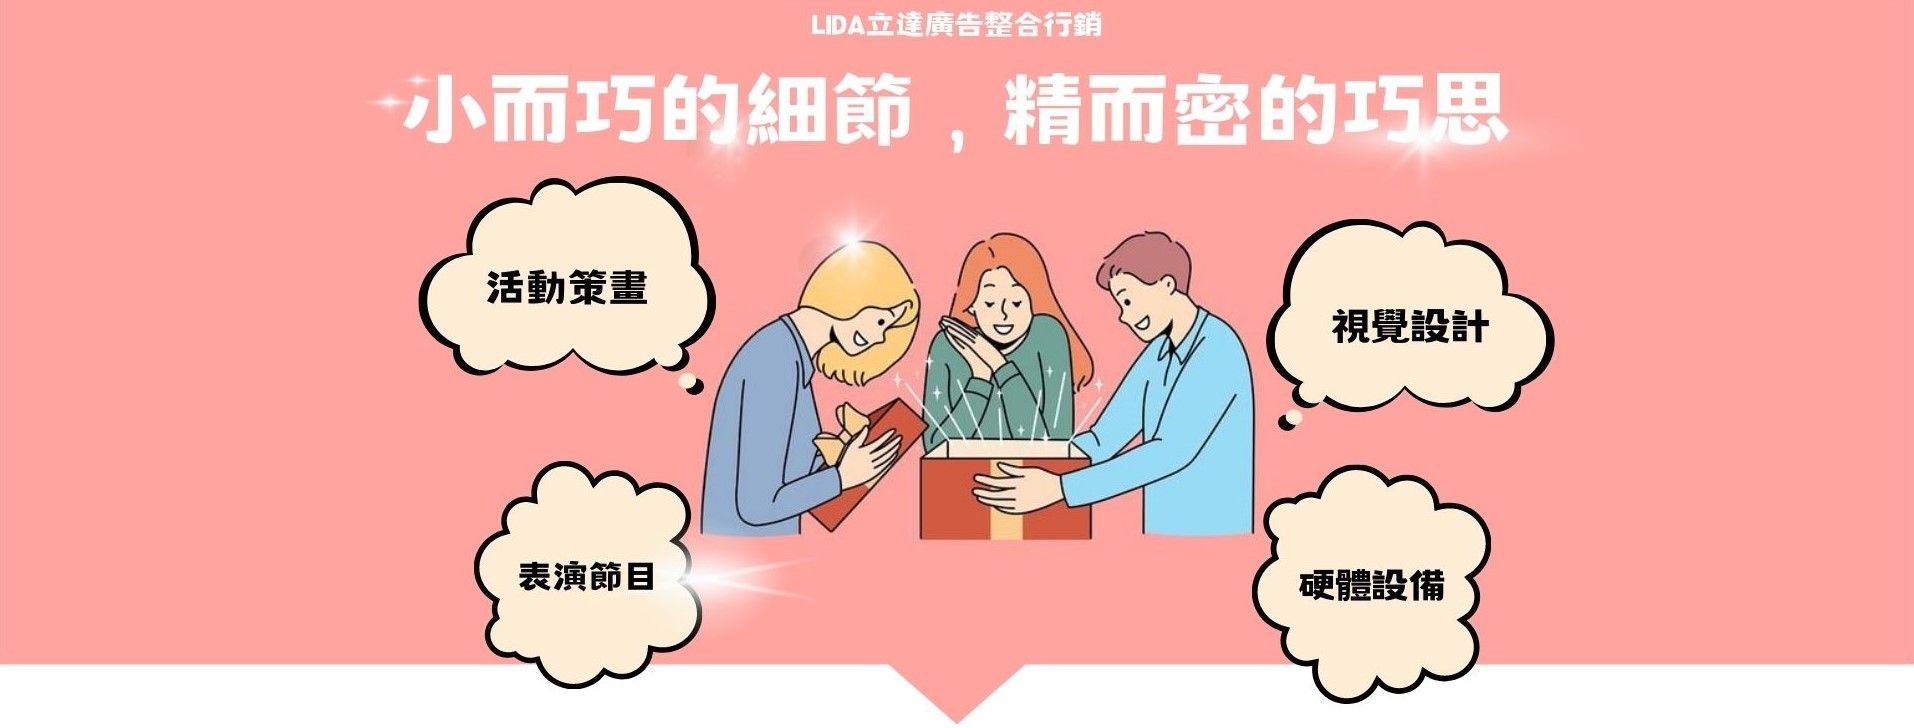 LIDA立達廣告整合行銷
小而巧的細節，精而密的巧思
活動策畫
視覺設計
表演節目
硬體設備